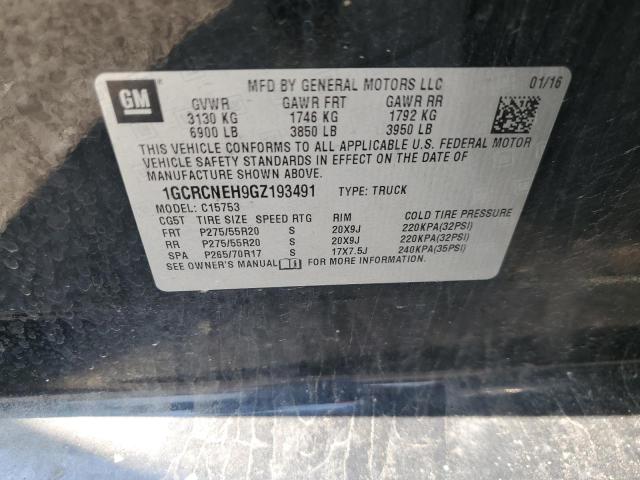 GM
MFD BY GENERAL MOTORS LLC 01/16
GVWR GAWR FRT GAWR RR
3130 KG 1746 KG 1792 KG
6900 LB 3850 LB 3950 LB
THIS VEHICLE CONFORMS TO ALL APPLICABLE U.S. FEDERAL MOTOR
VEHICLE SAFETY STANDARDS IN EFFECT ON THE DATE OF
MANUFACTURE SHOWN ABOVE.
1GCRCNEH9GZ193491 TYPE: TRUCK
MODEL: C15753
CG5T TIRE SIZE SPEED RTG RIM COLD TIRE PRESSURE
FRT P275/55R20 S 20X9J 220KPA(32PSI)
RR P275/55R20 S 20X9J 220KPA(32PSI)
SPA P265/70R17 S 17X7.5J 240KPA(35PSI)
SEE OWNER'S MANUAL FOR MORE INFORMATION.